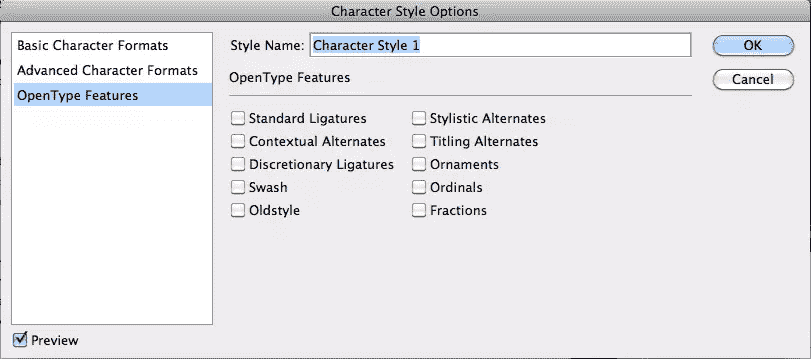 Character Style Options
Basic Character Formats
Advanced Character Formats
OpenType Features
Style Name: Character Style 1
OpenType Features
Standard Ligatures
Contextual Alternates
Discretionary Ligatures
Swash
Oldstyle
Stylistic Alternates
Titling Alternates
Ornaments
Ordinals
Fractions
OK
Cancel
Preview